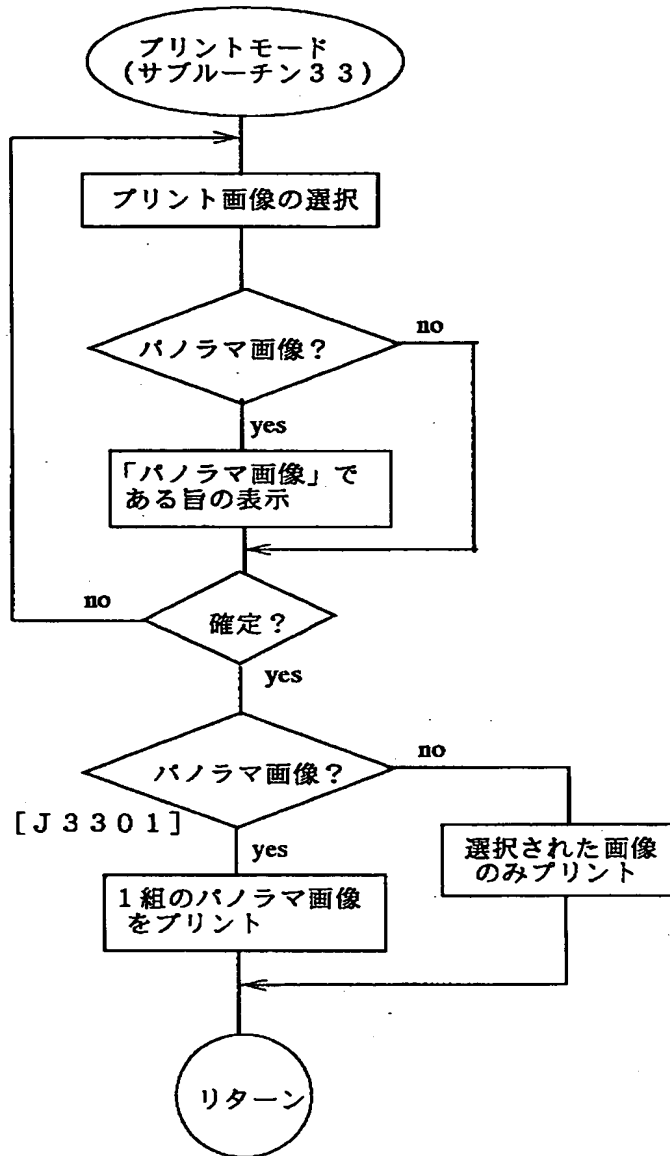 プリントモード
(サブルーチン３３)
プリント画像の選択
パノラマ画像？
no
yes
「パノラマ画像」で
ある旨の表示
no
確定？
yes
パノラマ画像？
no
[Ｊ３３０１]
yes
選択された画像
のみプリント
１組のパノラマ画像
をプリント
リターン